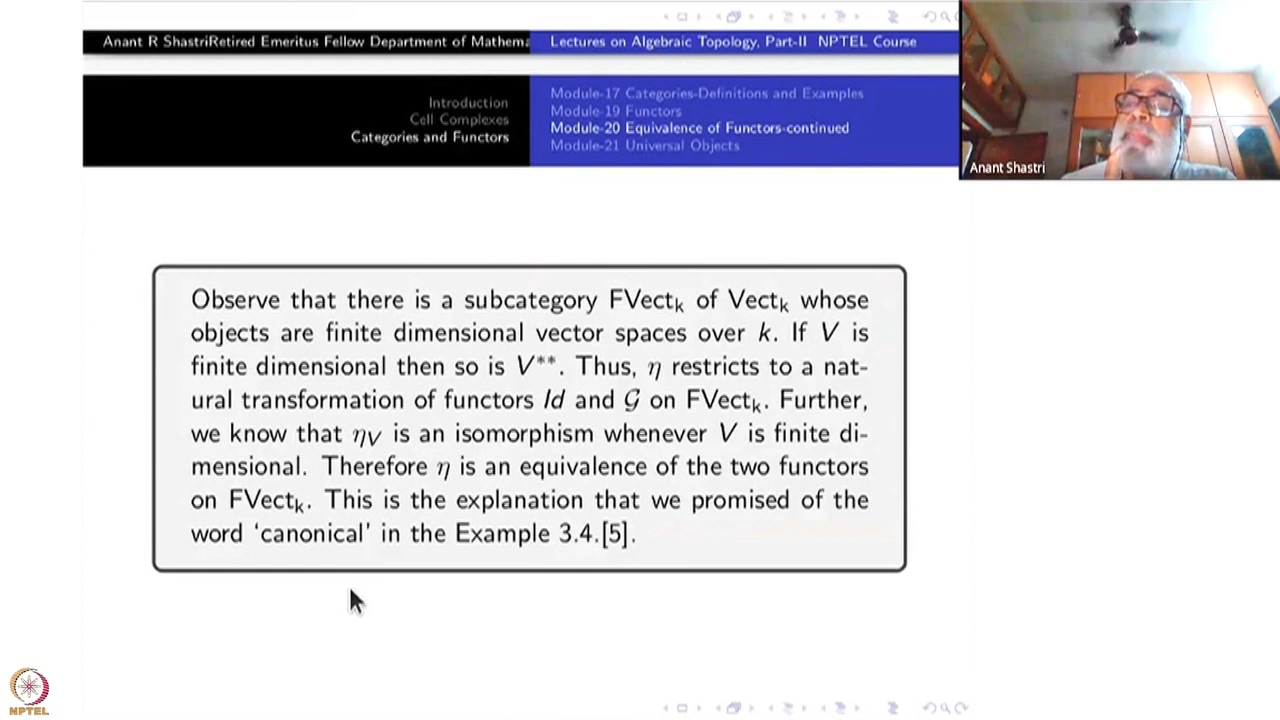 Anant R ShastriRetired Emeritus Fellow Department of Mathema
Lectures on Algebraic Topology, Part-II NPTEL Course
Introduction
Cell Complexes
Categories and Functors
Module-17 Categories-Definitions and Examples
Module-19 Functors
Module-20 Equivalence of Functors-continued
Module-21 Universal Objects
Anant Shastri
Observe that there is a subcategory FVectₖ of Vectₖ whose
objects are finite dimensional vector spaces over k. If V is
finite dimensional then so is V**. Thus, η restricts to a nat-
ural transformation of functors Id and 𝒢 on FVectₖ. Further,
we know that ηV is an isomorphism whenever V is finite di-
mensional. Therefore η is an equivalence of the two functors
on FVectₖ. This is the explanation that we promised of the
word ‘canonical’ in the Example 3.4.[5].
NPTEL